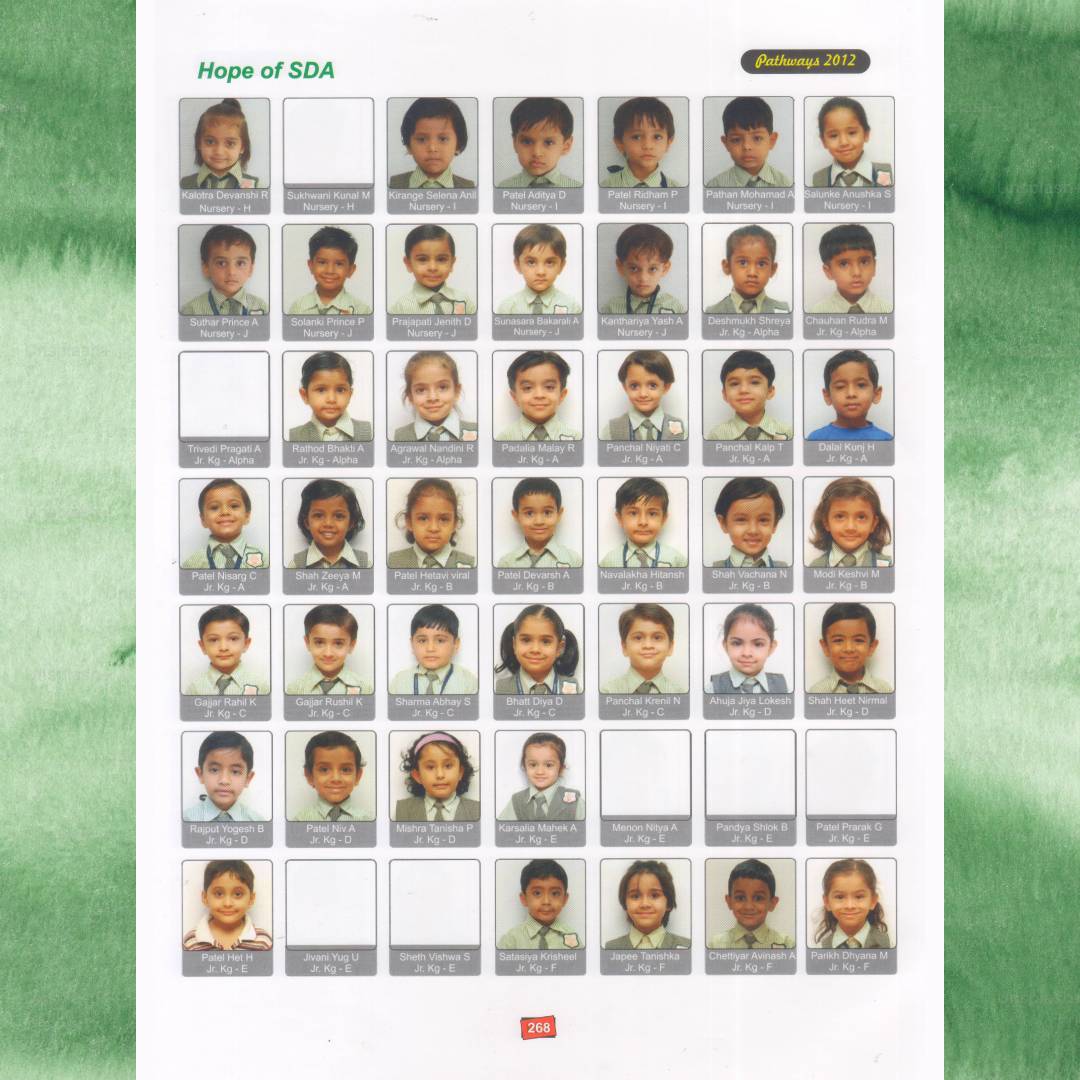 Hope of SDA
Pathways 2012
Kalotra Devanshi R
Nursery - H
Sukhwani Kunal M
Nursery - H
Kirange Selena Anil
Nursery - I
Patel Aditya D
Nursery - I
Patel Ridham P
Nursery - I
Pathan Mohamad A
Nursery - I
Salunke Anushka S
Nursery - I
Suthar Prince A
Nursery - J
Solanki Prince P
Nursery - J
Prajapati Jenith D
Nursery - J
Sunasara Bakarali A
Nursery - J
Kanthariya Yash A
Nursery - J
Deshmukh Shreya
Jr. Kg - Alpha
Chauhan Rudra M
Jr. Kg - Alpha
Trivedi Pragati A
Jr. Kg - Alpha
Rathod Bhakti A
Jr. Kg - Alpha
Agrawal Nandini R
Jr. Kg - Alpha
Padalia Malay R
Jr. Kg - A
Panchal Niyati C
Jr. Kg - A
Panchal Kalp T
Jr. Kg - A
Dalal Kunj H
Jr. Kg - A
Patel Nisarg C
Jr. Kg - A
Shah Zeeya M
Jr. Kg - A
Patel Hetavi viral
Jr. Kg - B
Patel Devarsh A
Jr. Kg - B
Navalakha Hitansh
Jr. Kg - B
Shah Vachana N
Jr. Kg - B
Modi Keshvi M
Jr. Kg - B
Gajjar Rahil K
Jr. Kg - C
Gajjar Rushil K
Jr. Kg - C
Sharma Abhay S
Jr. Kg - C
Bhatt Diya D
Jr. Kg - C
Panchal Krenil N
Jr. Kg - C
Ahuja Jiya Lokesh
Jr. Kg - D
Shah Heet Nirmal
Jr. Kg - D
Rajput Yogesh B
Jr. Kg - D
Patel Niv A
Jr. Kg - D
Mishra Tanisha P
Jr. Kg - D
Karsalia Mahek A
Jr. Kg - E
Menon Nitya A
Jr. Kg - E
Pandya Shlok B
Jr. Kg - E
Patel Prarak G
Jr. Kg - E
Patel Het H
Jr. Kg - E
Jivani Yug U
Jr. Kg - E
Sheth Vishwa S
Jr. Kg - E
Satasiya Krisheel
Jr. Kg - F
Japee Tanishka
Jr. Kg - F
Chettiyar Avinash A
Jr. Kg - F
Parikh Dhyana M
Jr. Kg - F
268